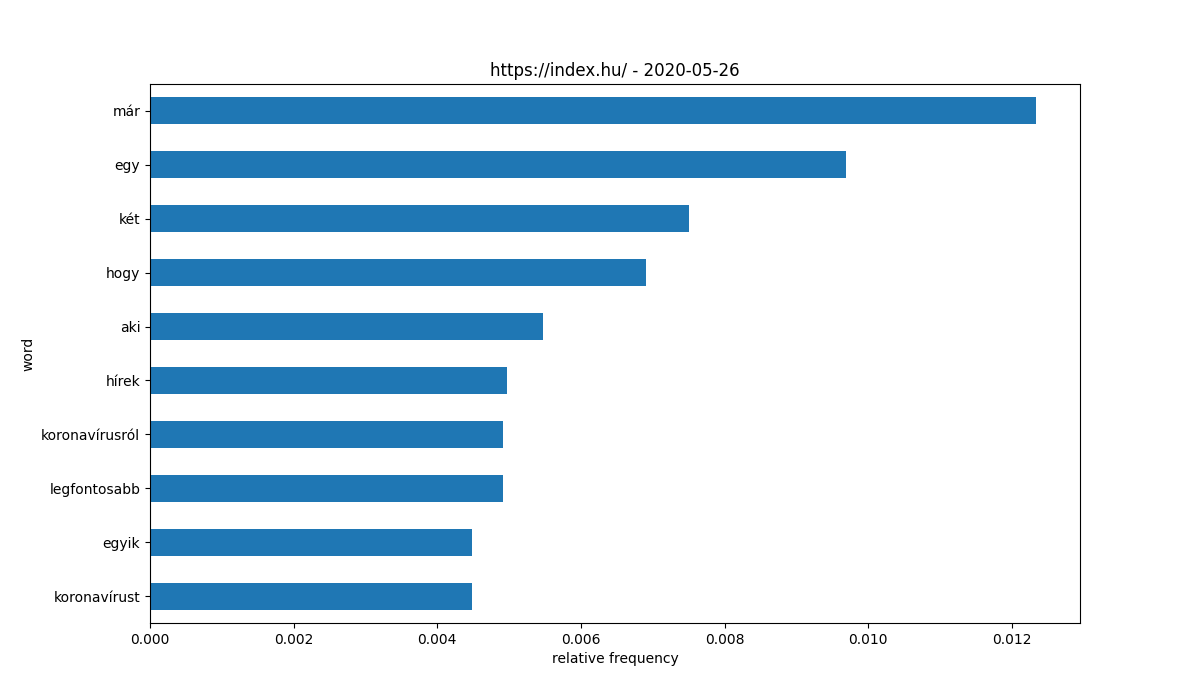 https://index.hu/ - 2020-05-26
már
egy
két
hogy
aki
hírek
koronavírusról
legfontosabb
egyik
koronavírust
word
0.000 0.002 0.004 0.006 0.008 0.010 0.012
relative frequency